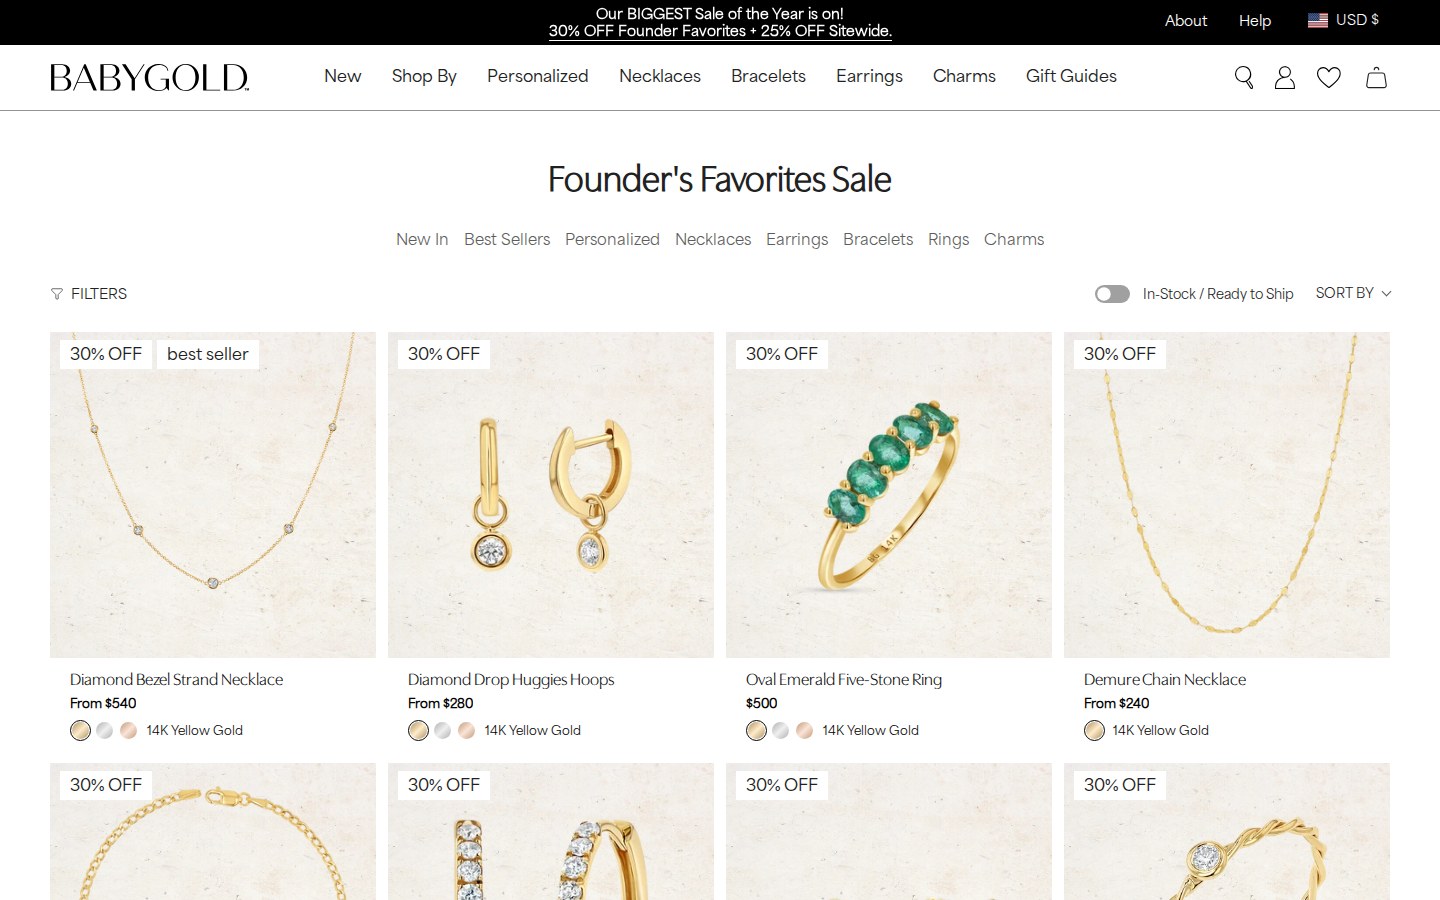 Our BIGGEST Sale of the Year is on!
30% OFF Founder Favorites + 25% OFF Sitewide.
About
Help
USD $
BABYGOLD
New
Shop By
Personalized
Necklaces
Bracelets
Earrings
Charms
Gift Guides
Founder's Favorites Sale
New In
Best Sellers
Personalized
Necklaces
Earrings
Bracelets
Rings
Charms
FILTERS
In-Stock / Ready to Ship
SORT BY
30% OFF
best seller
30% OFF
30% OFF
14K
30% OFF
Diamond Bezel Strand Necklace
From $540
14K Yellow Gold
Diamond Drop Huggies Hoops
From $280
14K Yellow Gold
Oval Emerald Five-Stone Ring
$500
14K Yellow Gold
Demure Chain Necklace
From $240
14K Yellow Gold
30% OFF
30% OFF
30% OFF
30% OFF